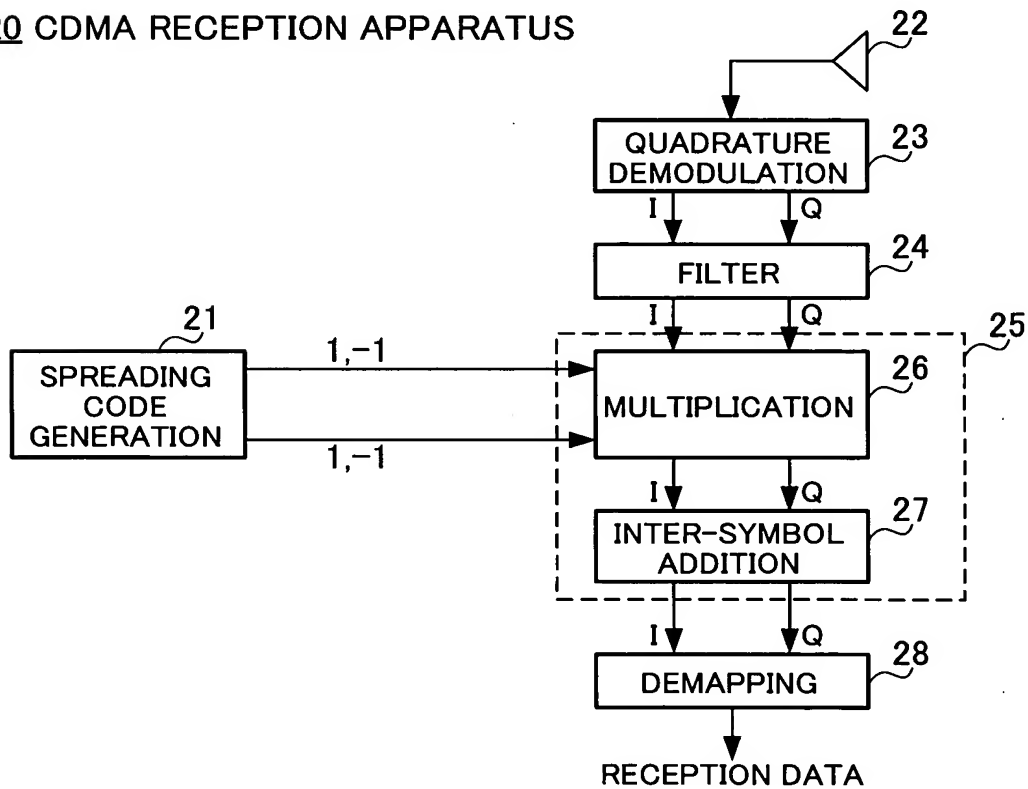 20 CDMA RECEPTION APPARATUS
22
QUADRATURE
DEMODULATION
23
I
Q
FILTER
24
I
Q
25
21
SPREADING
CODE
GENERATION
1,-1
1,-1
MULTIPLICATION
26
I
Q
INTER-SYMBOL
ADDITION
27
I
Q
DEMAPPING
28
RECEPTION DATA